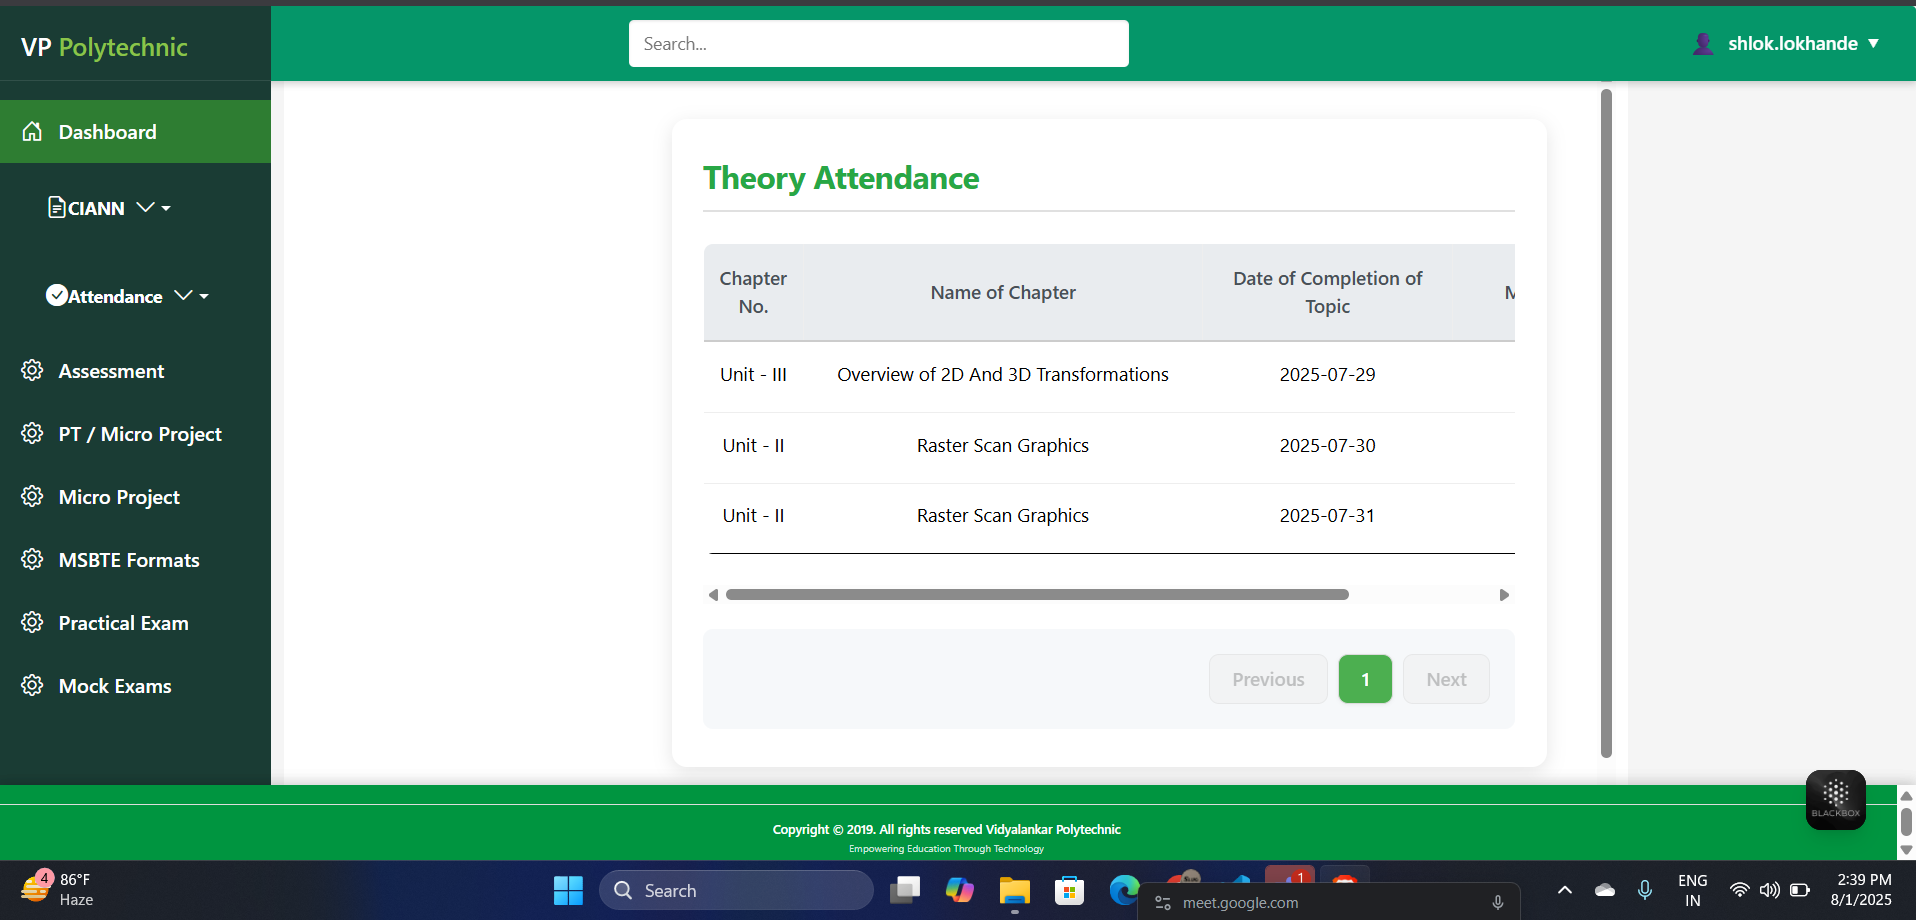 VP Polytechnic
Search...
shlok.lokhande ▼
Dashboard
CIANN
Attendance
Assessment
PT / Micro Project
Micro Project
MSBTE Formats
Practical Exam
Mock Exams
Theory Attendance
Chapter No.
Name of Chapter
Date of Completion of Topic
Unit - III
Overview of 2D And 3D Transformations
2025-07-29
Unit - II
Raster Scan Graphics
2025-07-30
Unit - II
Raster Scan Graphics
2025-07-31
Previous
1
Next
BLACKBOX
Copyright © 2019. All rights reserved Vidyalankar Polytechnic
Empowering Education Through Technology
4
86°F
Haze
Search
1
meet.google.com
ENG
IN
2:39 PM
8/1/2025